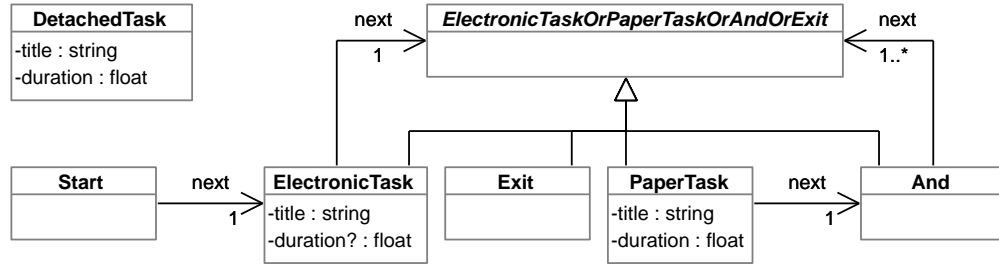 DetachedTask
-title : string
-duration : float
next
1
ElectronicTaskOrPaperTaskOrAndOrExit
next
1..*
Start
next
1
ElectronicTask
-title : string
-duration? : float
Exit
PaperTask
-title : string
-duration : float
next
1
And